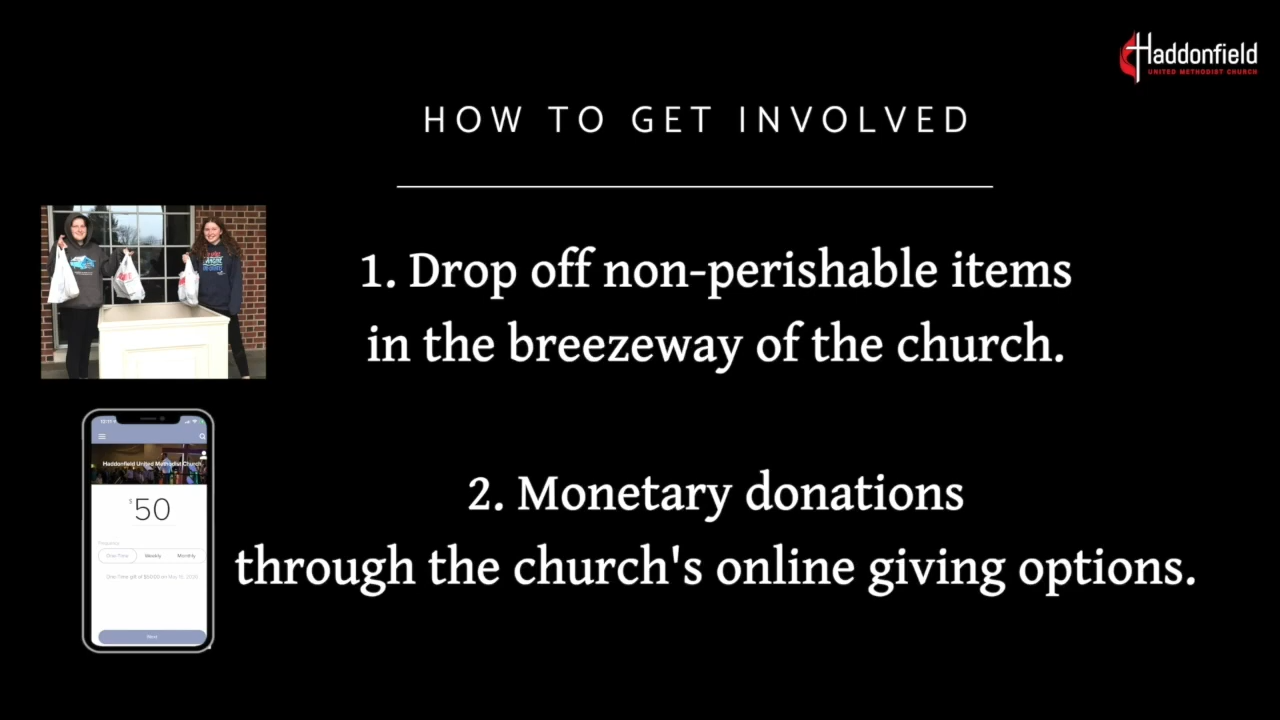 Haddonfield
UNITED METHODIST CHURCH
HOW TO GET INVOLVED
1. Drop off non-perishable items
in the breezeway of the church.
Haddonfield United Methodist Church
$50
Frequency
One Time Weekly Monthly
Next
2. Monetary donations
through the church's online giving options.